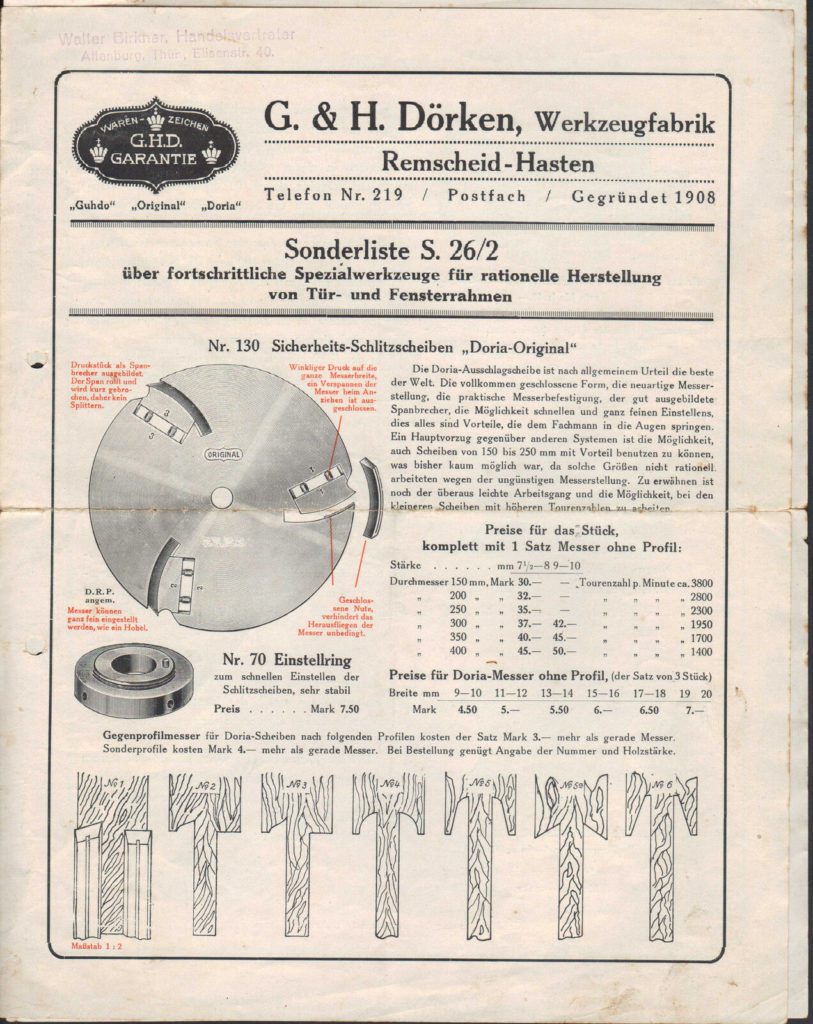 Walter Birkner, Handelsvertreter
Altenburg, Thür., Elisenstr. 40.
WAREN-ZEICHEN
G.H.D.
GARANTIE
„Guhdo“ „Original“ „Doria“
G. & H. Dörken, Werkzeugfabrik
Remscheid-Hasten
Telefon Nr. 219 / Postfach / Gegründet 1908
Sonderliste S. 26/2
über fortschrittliche Spezialwerkzeuge für rationelle Herstellung
von Tür- und Fensterrahmen
Nr. 130 Sicherheits-Schlitzscheiben „Doria-Original“
Druckstück als Span-
brecher ausgebildet.
Der Span rollt und
wird kurz gebro-
chen, daher kein
Splittern.
Winkliger Druck auf die
ganze Messerbreite,
ein Verspannen der
Messer beim An-
ziehen ist aus-
geschlossen.
3
3
ORIGINAL
1
1
2
2
D.R.P.
angem.
Messer können
ganz fein eingestellt
werden, wie ein Hobel.
Geschlos-
sene Nute,
verhindert das
Herausfliegen der
Messer unbedingt.
Die Doria-Ausschlagscheibe ist nach allgemeinem Urteil die beste
der Welt. Die vollkommen geschlossene Form, die neuartige Messer-
stellung, die praktische Messerbefestigung, der gut ausgebildete
Spanbrecher, die Möglichkeit schnellen und ganz feinen Einstellens,
dies alles sind Vorteile, die dem Fachmann in die Augen springen.
Ein Hauptvorzug gegenüber anderen Systemen ist die Möglichkeit,
auch Scheiben von 150 bis 250 mm mit Vorteil benutzen zu können,
was bisher kaum möglich war, da solche Größen nicht rationell
arbeiteten wegen der ungünstigen Messerstellung. Zu erwähnen ist
noch der überaus leichte Arbeitsgang und die Möglichkeit, bei den
kleineren Scheiben mit höheren Tourenzahlen zu arbeiten.
Preise für das Stück,
komplett mit 1 Satz Messer ohne Profil:
Stärke . . . . . . mm 7½—8 9—10
Durchmesser 150 mm, Mark 30.— — Tourenzahl p. Minute ca. 3800
„ 200 „ „ 32.— — „ „ „ „ 2800
„ 250 „ „ 35.— — „ „ „ „ 2300
„ 300 „ „ 37.— 42.— „ „ „ „ 1950
„ 350 „ „ 40.— 45.— „ „ „ „ 1700
„ 400 „ „ 45.— 50.— „ „ „ „ 1400
Nr. 70 Einstellring
zum schnellen Einstellen der
Schlitzscheiben, sehr stabil
Preis . . . . . . Mark 7.50
Preise für Doria-Messer ohne Profil, (der Satz von 3 Stück)
Breite mm 9—10 11—12 13—14 15—16 17—18 19 20
Mark 4.50 5.— 5.50 6.— 6.50 7.—
Gegenprofilmesser für Doria-Scheiben nach folgenden Profilen kosten der Satz Mark 3.— mehr als gerade Messer.
Sonderprofile kosten Mark 4.— mehr als gerade Messer. Bei Bestellung genügt Angabe der Nummer und Holzstärke.
No 1 No 2 No 3 No 4 No 5 No 5a No 6
Maßstab 1 : 2